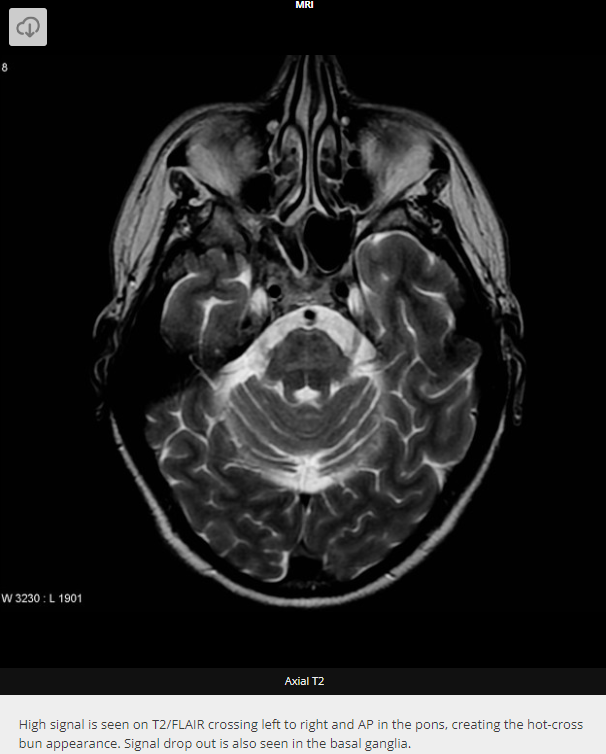 MRI
8
W 3230 : L 1901
Axial T2
High signal is seen on T2/FLAIR crossing left to right and AP in the pons, creating the hot-cross
bun appearance. Signal drop out is also seen in the basal ganglia.